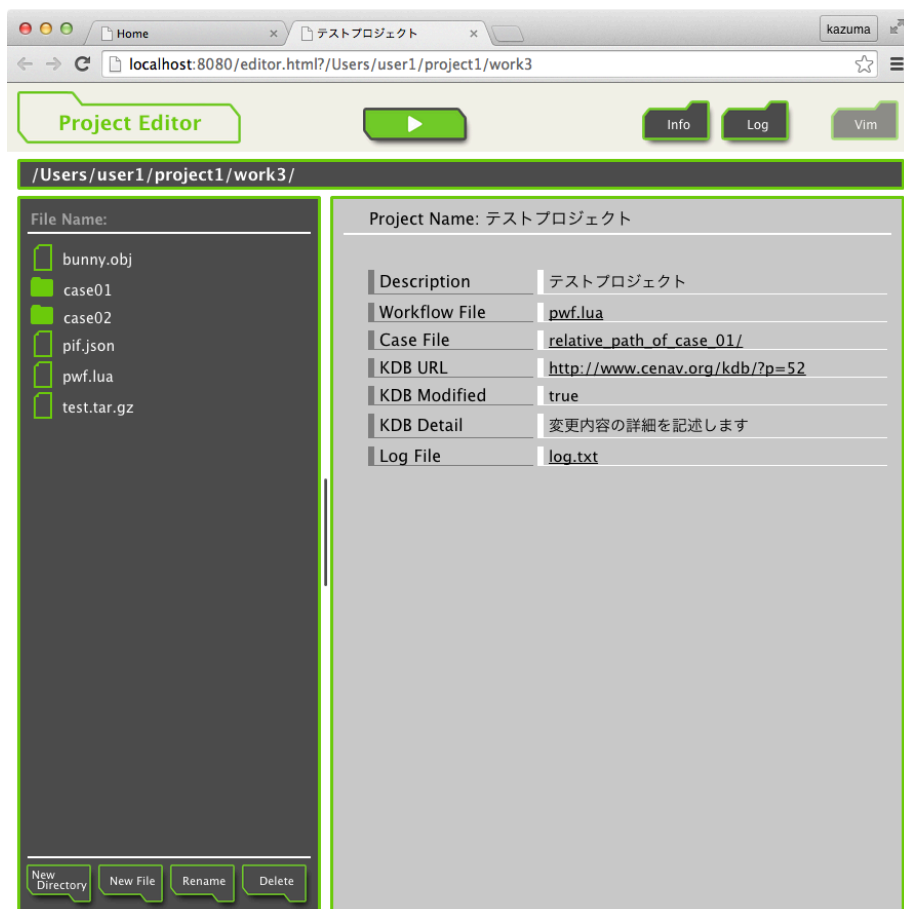 Home
テストプロジェクト
kazuma
localhost:8080/editor.html?/Users/user1/project1/work3
Project Editor
Info
Log
Vim
/Users/user1/project1/work3/
File Name:
bunny.obj
case01
case02
pif.json
pwf.lua
test.tar.gz
New Directory
New File
Rename
Delete
Project Name: テストプロジェクト
Description テストプロジェクト
Workflow File pwf.lua
Case File relative_path_of_case_01/
KDB URL http://www.cenav.org/kdb/?p=52
KDB Modified true
KDB Detail 変更内容の詳細を記述します
Log File log.txt